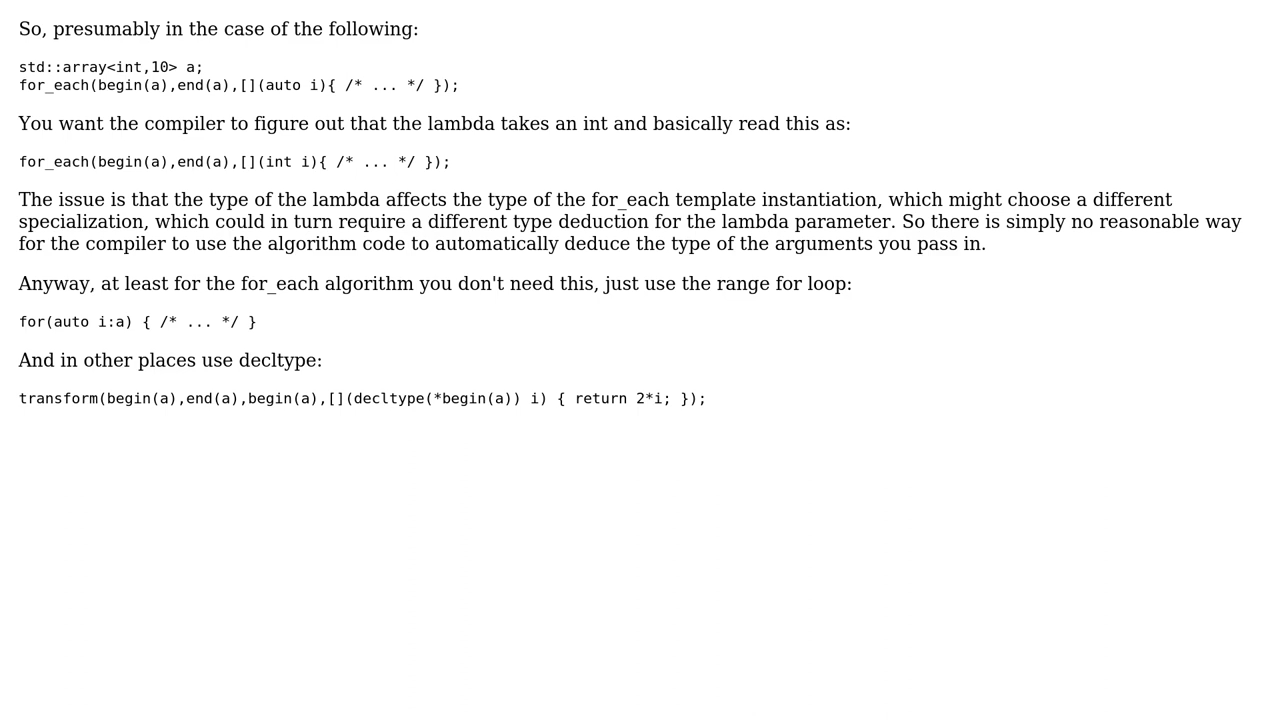 So, presumably in the case of the following:
std::array<int,10> a;
for_each(begin(a),end(a),[](auto i){ /* ... */ });
You want the compiler to figure out that the lambda takes an int and basically read this as:
for_each(begin(a),end(a),[](int i){ /* ... */ });
The issue is that the type of the lambda affects the type of the for_each template instantiation, which might choose a different
specialization, which could in turn require a different type deduction for the lambda parameter. So there is simply no reasonable way
for the compiler to use the algorithm code to automatically deduce the type of the arguments you pass in.
Anyway, at least for the for_each algorithm you don't need this, just use the range for loop:
for(auto i:a) { /* ... */ }
And in other places use decltype:
transform(begin(a),end(a),begin(a),[](decltype(*begin(a)) i) { return 2*i; });